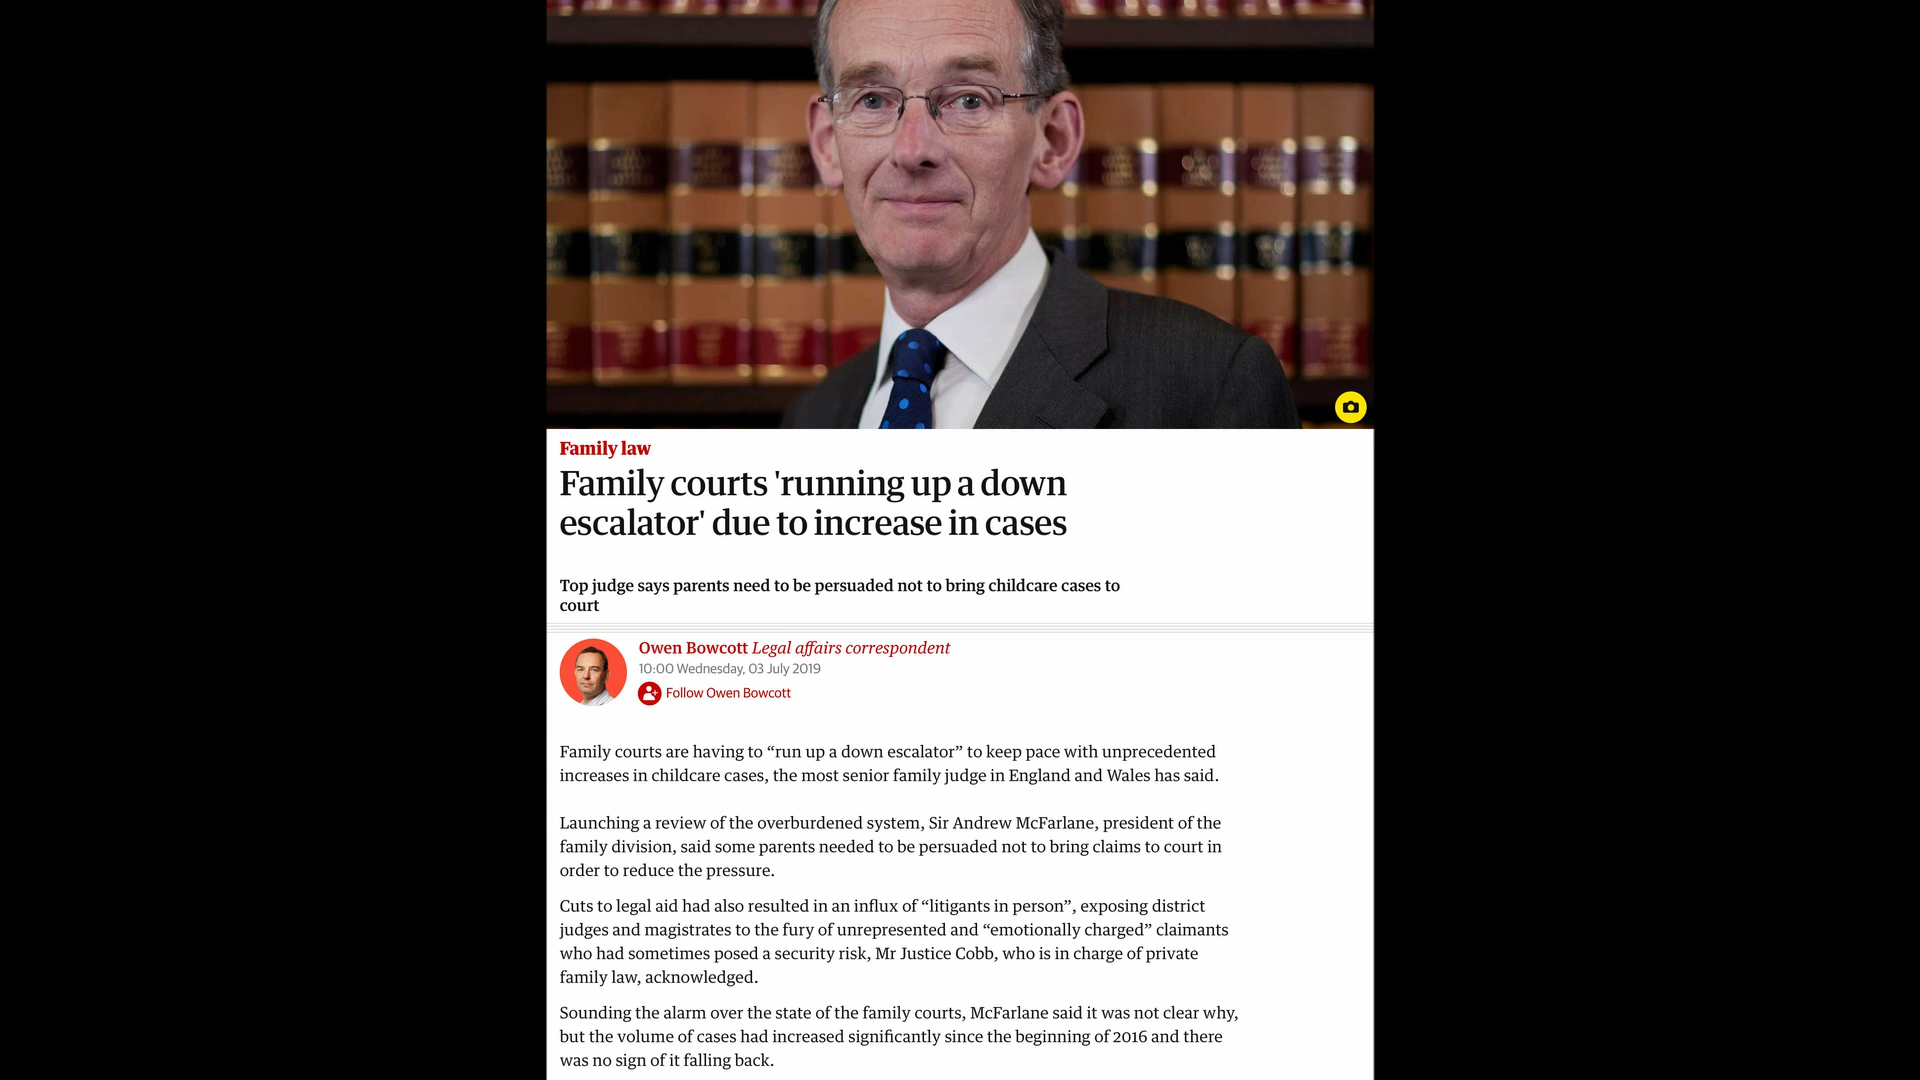 Family law
Family courts 'running up a down
escalator' due to increase in cases
Top judge says parents need to be persuaded not to bring childcare cases to
court
Owen Bowcott Legal affairs correspondent
10:00 Wednesday, 03 July 2019
Follow Owen Bowcott
Family courts are having to “run up a down escalator” to keep pace with unprecedented
increases in childcare cases, the most senior family judge in England and Wales has said.
Launching a review of the overburdened system, Sir Andrew McFarlane, president of the
family division, said some parents needed to be persuaded not to bring claims to court in
order to reduce the pressure.
Cuts to legal aid had also resulted in an influx of “litigants in person”, exposing district
judges and magistrates to the fury of unrepresented and “emotionally charged” claimants
who had sometimes posed a security risk, Mr Justice Cobb, who is in charge of private
family law, acknowledged.
Sounding the alarm over the state of the family courts, McFarlane said it was not clear why,
but the volume of cases had increased significantly since the beginning of 2016 and there
was no sign of it falling back.